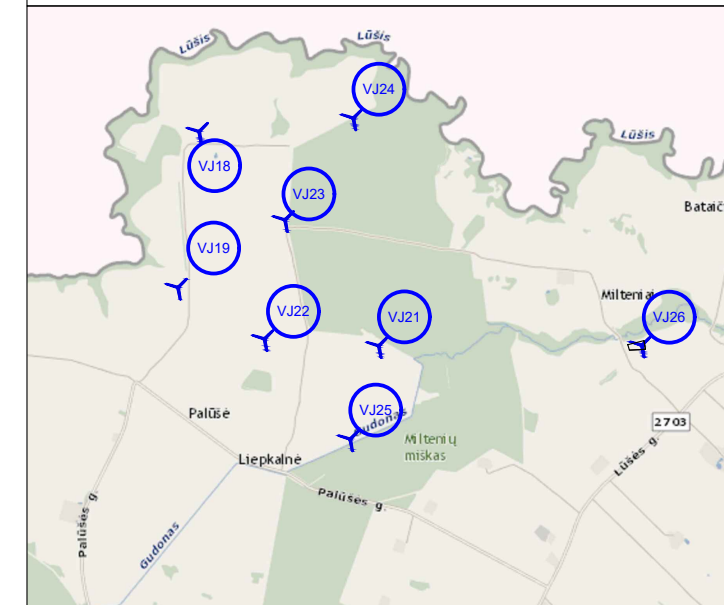 Lūšis
Lūšis
VJ24
Lūšis
VJ18
VJ23
VJ19
Milteniai
VJ22
VJ21
VJ26
VJ25
Palūšė
Gudonas
2703
Miltenių
miškas
Lūšės g.
Liepkalnė
Palūšės g.
Palūšės g.
Gudonas